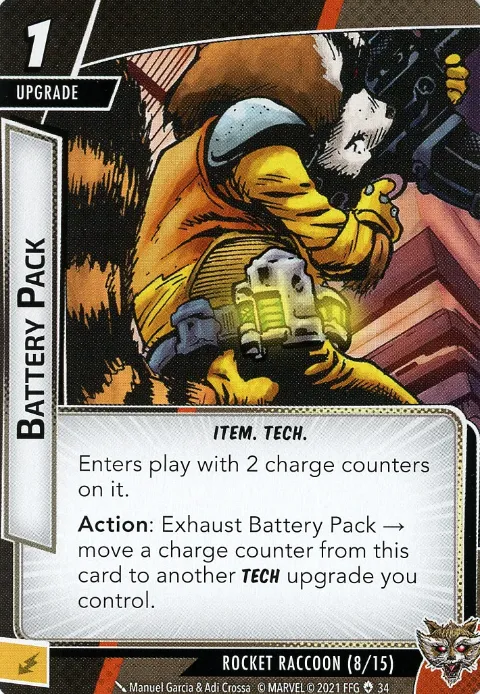 1
UPGRADE
BATTERY PACK
ITEM. TECH.
Enters play with 2 charge counters
on it.
Action: Exhaust Battery Pack →
move a charge counter from this
card to another TECH upgrade you
control.
ROCKET RACCOON (8/15)
Manuel Garcia & Adi Crossa © MARVEL © 2021 FFG 34